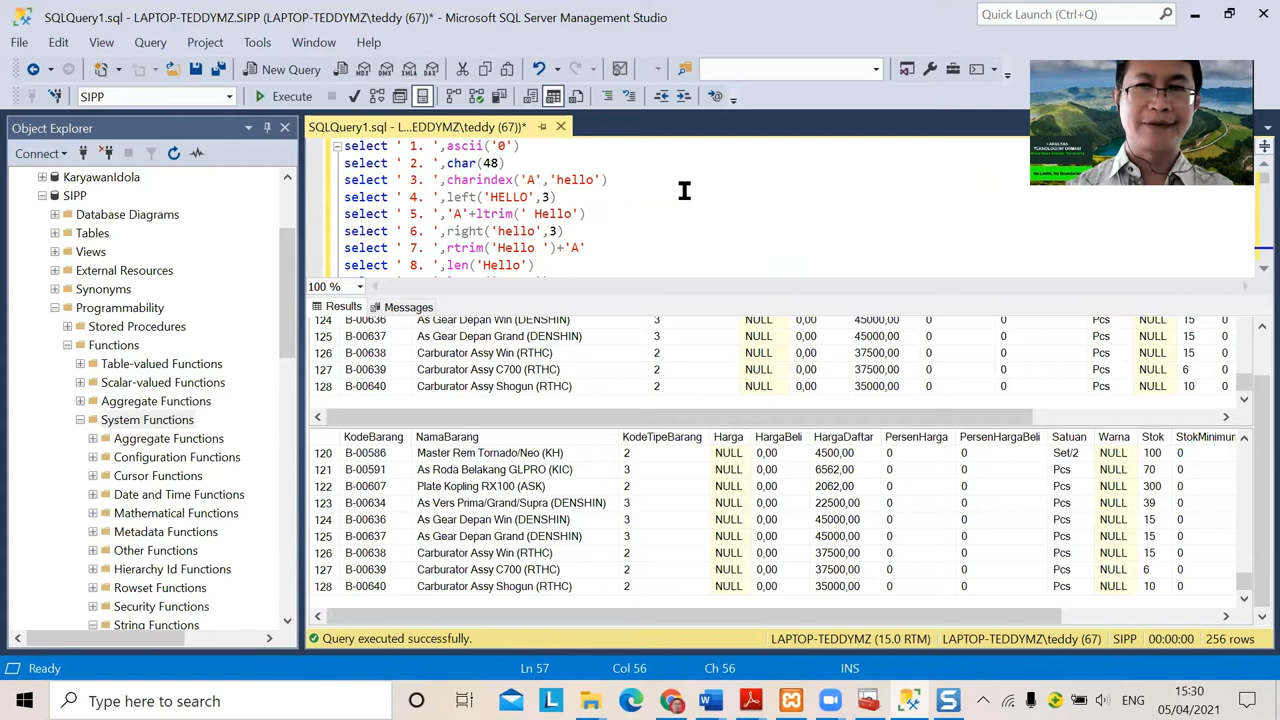 SQLQuery1.sql - LAPTOP-TEDDYMZ.SIPP (LAPTOP-TEDDYMZ\teddy (67))* - Microsoft SQL Server Management Studio
Quick Launch (Ctrl+Q)
File Edit View Query Project Tools Window Help
New Query MDX DMX XMLA DAX
SIPP Execute
Object Explorer
SQLQuery1.sql - L...EDDYMZ\teddy (67))*
Connect
KaryawanIdola
SIPP
Database Diagrams
Tables
Views
External Resources
Synonyms
Programmability
Stored Procedures
Functions
Table-valued Functions
Scalar-valued Functions
Aggregate Functions
System Functions
Aggregate Functions
Configuration Functions
Cursor Functions
Date and Time Functions
Mathematical Functions
Metadata Functions
Other Functions
Hierarchy Id Functions
Rowset Functions
Security Functions
String Functions
select ' 1. ',ascii('0')
select ' 2. ',char(48)
select ' 3. ',charindex('A','hello')
select ' 4. ',left('HELLO',3)
select ' 5. ','A'+ltrim(' Hello')
select ' 6. ',right('hello',3)
select ' 7. ',rtrim('Hello ')+'A'
select ' 8. ',len('Hello')
FAKULTAS
TEKNOLOGI INFORMASI
No Limits, No Boundaries
100 %
Results Messages
124 B-00636 As Gear Depan Win (DENSHIN) 3 NULL 0,00 45000,00 0 0 Pcs NULL 15 0
125 B-00637 As Gear Depan Grand (DENSHIN) 3 NULL 0,00 45000,00 0 0 Pcs NULL 15 0
126 B-00638 Carburator Assy Win (RTHC) 2 NULL 0,00 37500,00 0 0 Pcs NULL 15 0
127 B-00639 Carburator Assy C700 (RTHC) 2 NULL 0,00 37500,00 0 0 Pcs NULL 6 0
128 B-00640 Carburator Assy Shogun (RTHC) 2 NULL 0,00 35000,00 0 0 Pcs NULL 10 0
KodeBarang NamaBarang KodeTipeBarang Harga HargaBeli HargaDaftar PersenHarga PersenHargaBeli Satuan Warna Stok StokMinimum
120 B-00586 Master Rem Tornado/Neo (KH) 2 NULL 0,00 4500,00 0 0 Set/2 NULL 100 0
121 B-00591 As Roda Belakang GLPRO (KIC) 3 NULL 0,00 6562,00 0 0 Pcs NULL 70 0
122 B-00607 Plate Kopling RX100 (ASK) 2 NULL 0,00 2062,00 0 0 Pcs NULL 300 0
123 B-00634 As Vers Prima/Grand/Supra (DENSHIN) 3 NULL 0,00 22500,00 0 0 Pcs NULL 39 0
124 B-00636 As Gear Depan Win (DENSHIN) 3 NULL 0,00 45000,00 0 0 Pcs NULL 15 0
125 B-00637 As Gear Depan Grand (DENSHIN) 3 NULL 0,00 45000,00 0 0 Pcs NULL 15 0
126 B-00638 Carburator Assy Win (RTHC) 2 NULL 0,00 37500,00 0 0 Pcs NULL 15 0
127 B-00639 Carburator Assy C700 (RTHC) 2 NULL 0,00 37500,00 0 0 Pcs NULL 6 0
128 B-00640 Carburator Assy Shogun (RTHC) 2 NULL 0,00 35000,00 0 0 Pcs NULL 10 0
Query executed successfully. LAPTOP-TEDDYMZ (15.0 RTM) LAPTOP-TEDDYMZ\teddy (67) SIPP 00:00:00 256 rows
Ready Ln 57 Col 56 Ch 56 INS
Type here to search
ENG
15:30
05/04/2021